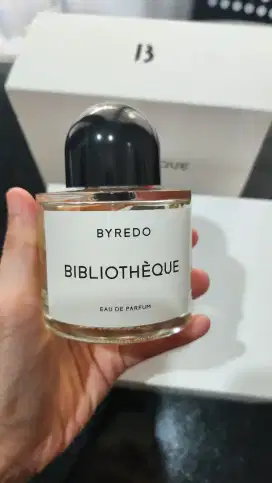 B
BYREDO
BIBLIOTHÈQUE
EAU DE PARFUM